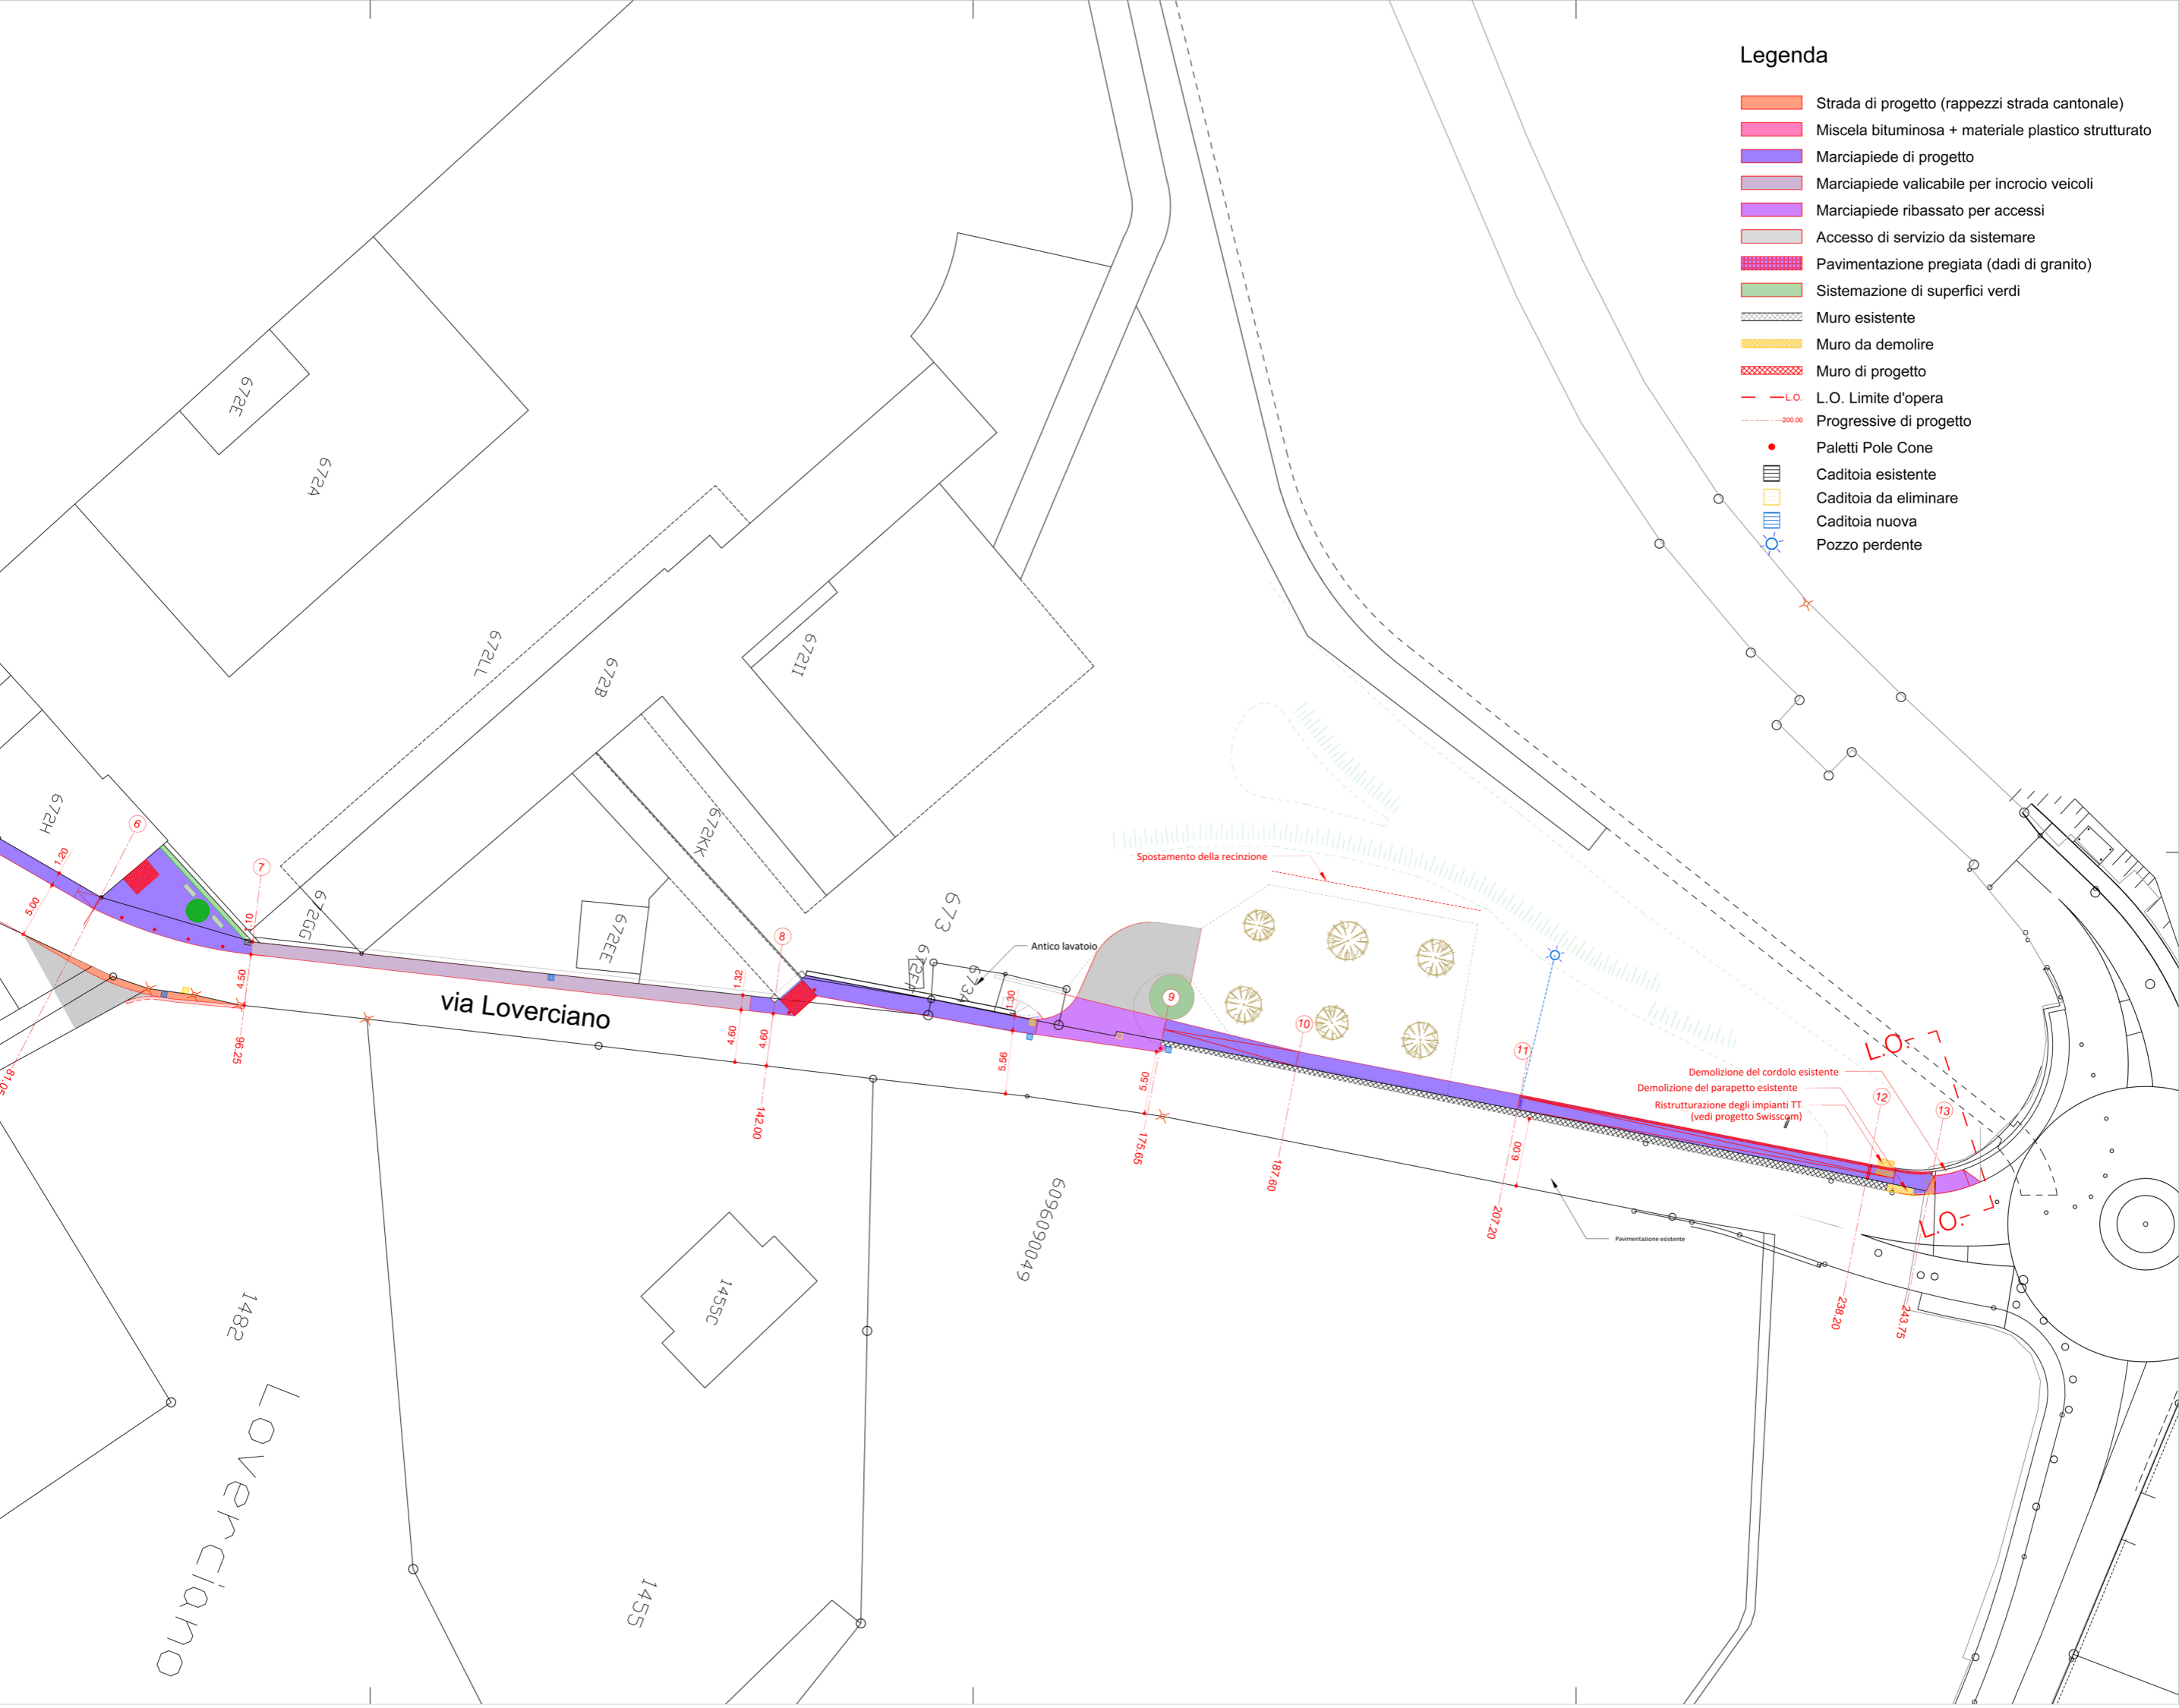 Legenda
Strada di progetto (rappezzi strada cantonale)
Miscela bituminosa + materiale plastico strutturato
Marciapiede di progetto
Marciapiede valicabile per incrocio veicoli
Marciapiede ribassato per accessi
Accesso di servizio da sistemare
Pavimentazione pregiata (dadi di granito)
Sistemazione di superfici verdi
Muro esistente
Muro da demolire
Muro di progetto
L.O. L.O. Limite d'opera
200.00 Progressive di progetto
Paletti Pole Cone
Caditoia esistente
Caditoia da eliminare
Caditoia nuova
Pozzo perdente
672E
672A
672LL
672B
672II
672H
672KK
672GG
672EE
673
673A
6
7
8
9
10
11
12
13
1.20
5.00
1.10
4.50
96.25
1.32
4.60
4.60
142.00
1.30
5.56
5.50
175.65
187.60
6.00
207.20
238.20
243.75
via Loverciano
Antico lavatoio
Spostamento della recinzione
L.O.
Demolizione del cordolo esistente
Demolizione del parapetto esistente
Ristrutturazione degli impianti TT
(vedi progetto Swisscom)
L.O.
Pavimentazione esistente
6096090049
1455C
1482
Loverciano
1455